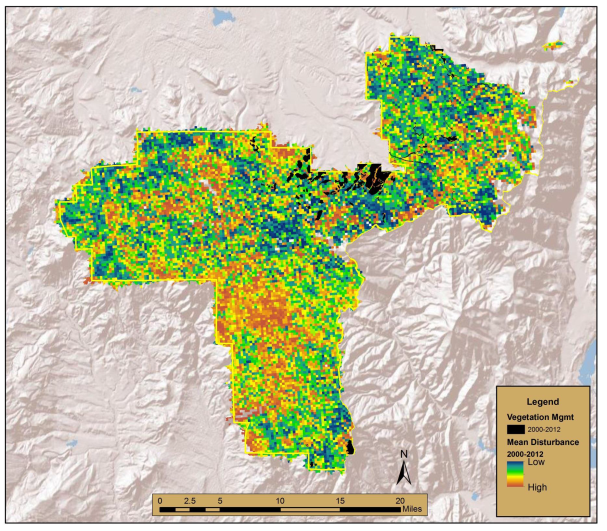 Legend
Vegetation Mgmt
2000-2012
Mean Disturbance
2000-2012
Low
High
N
0 2.5 5 10 15 20
Miles